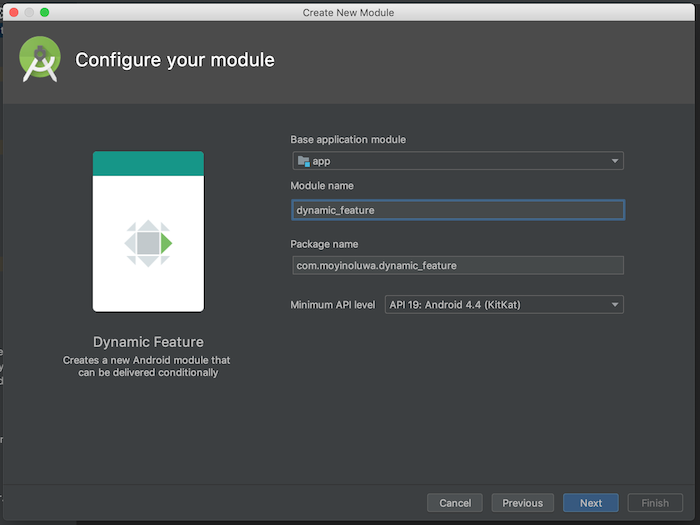 Create New Module
Configure your module
Base application module
app
Module name
dynamic_feature
Package name
com.moyinoluwa.dynamic_feature
Minimum API level
API 19: Android 4.4 (KitKat)
Dynamic Feature
Creates a new Android module that
can be delivered conditionally
Cancel
Previous
Next
Finish